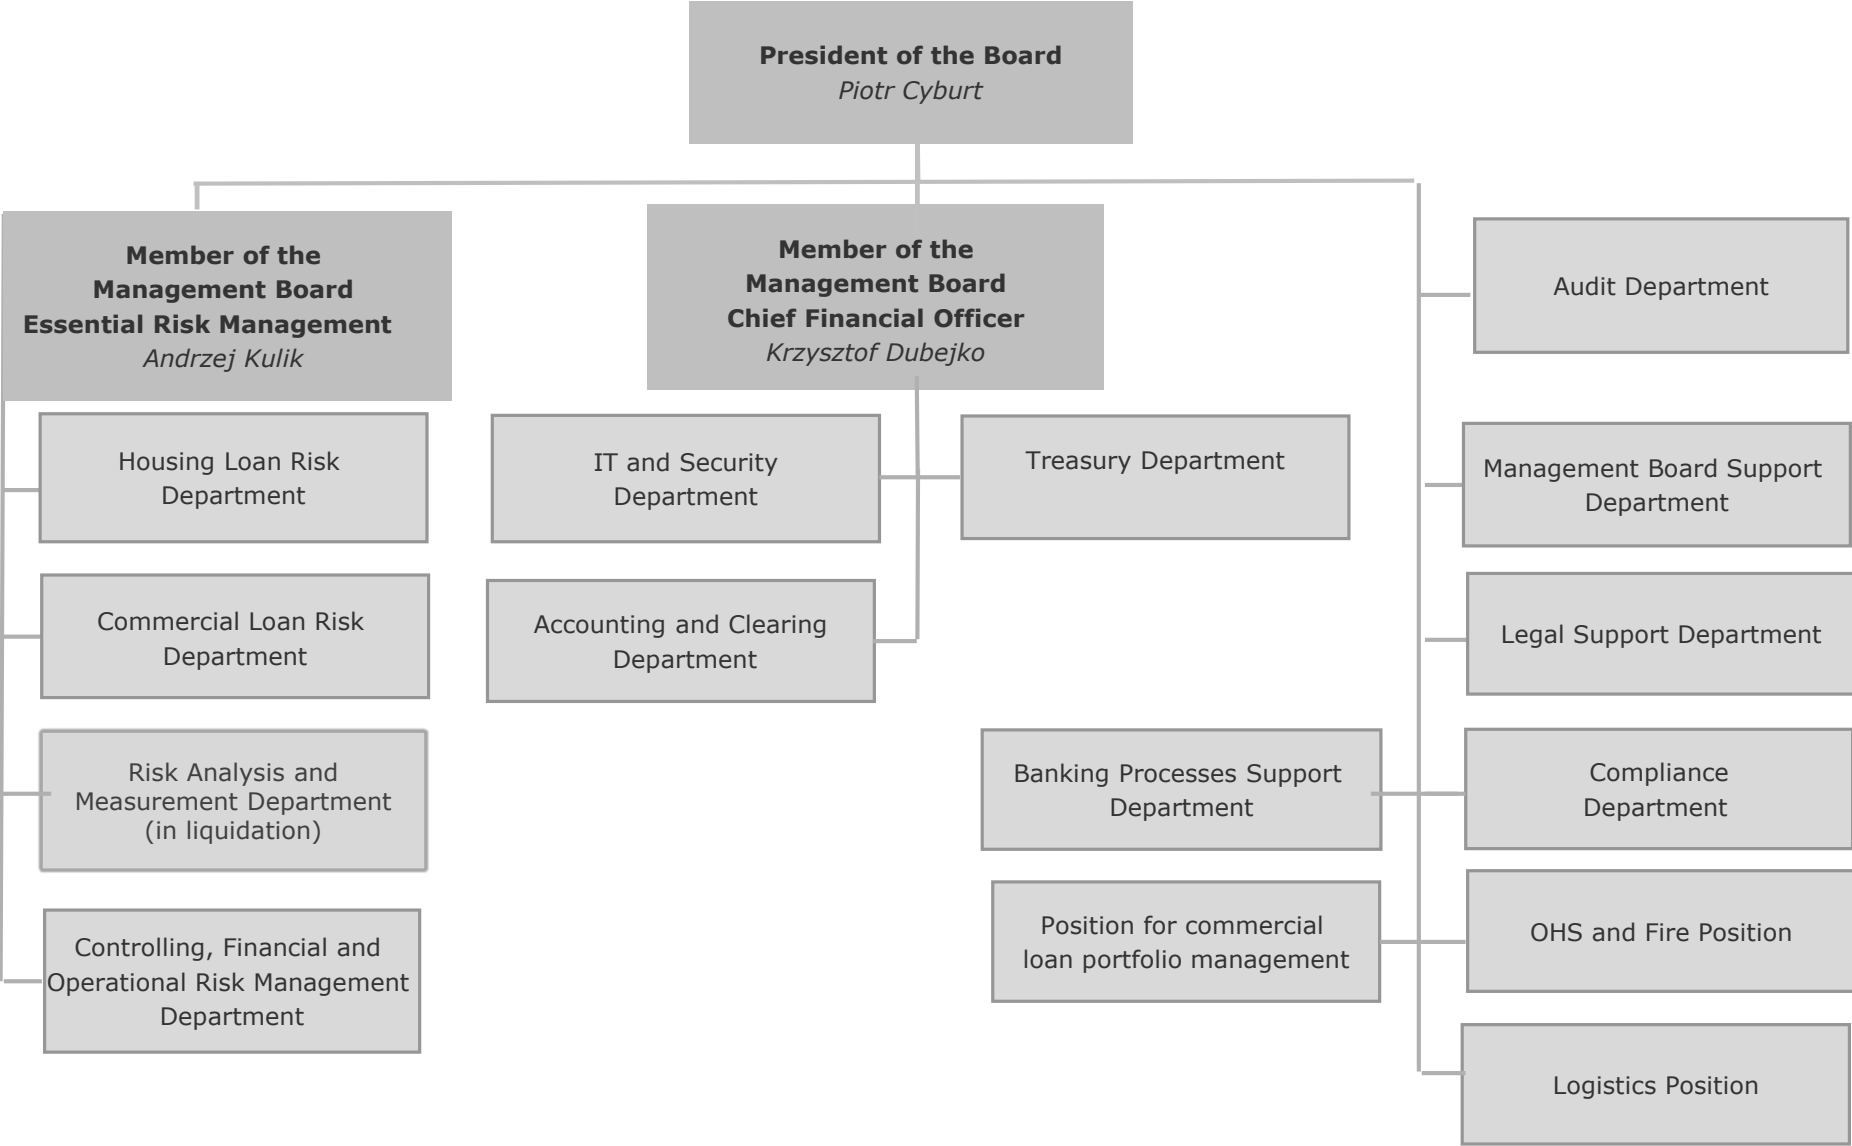 President of the Board
Piotr Cyburt
Member of the
Management Board
Essential Risk Management
Andrzej Kulik
Member of the
Management Board
Chief Financial Officer
Krzysztof Dubejko
Audit Department
Housing Loan Risk
Department
IT and Security
Department
Treasury Department
Management Board Support
Department
Commercial Loan Risk
Department
Accounting and Clearing
Department
Legal Support Department
Risk Analysis and
Measurement Department
(in liquidation)
Banking Processes Support
Department
Compliance
Department
Controlling, Financial and
Operational Risk Management
Department
Position for commercial
loan portfolio management
OHS and Fire Position
Logistics Position